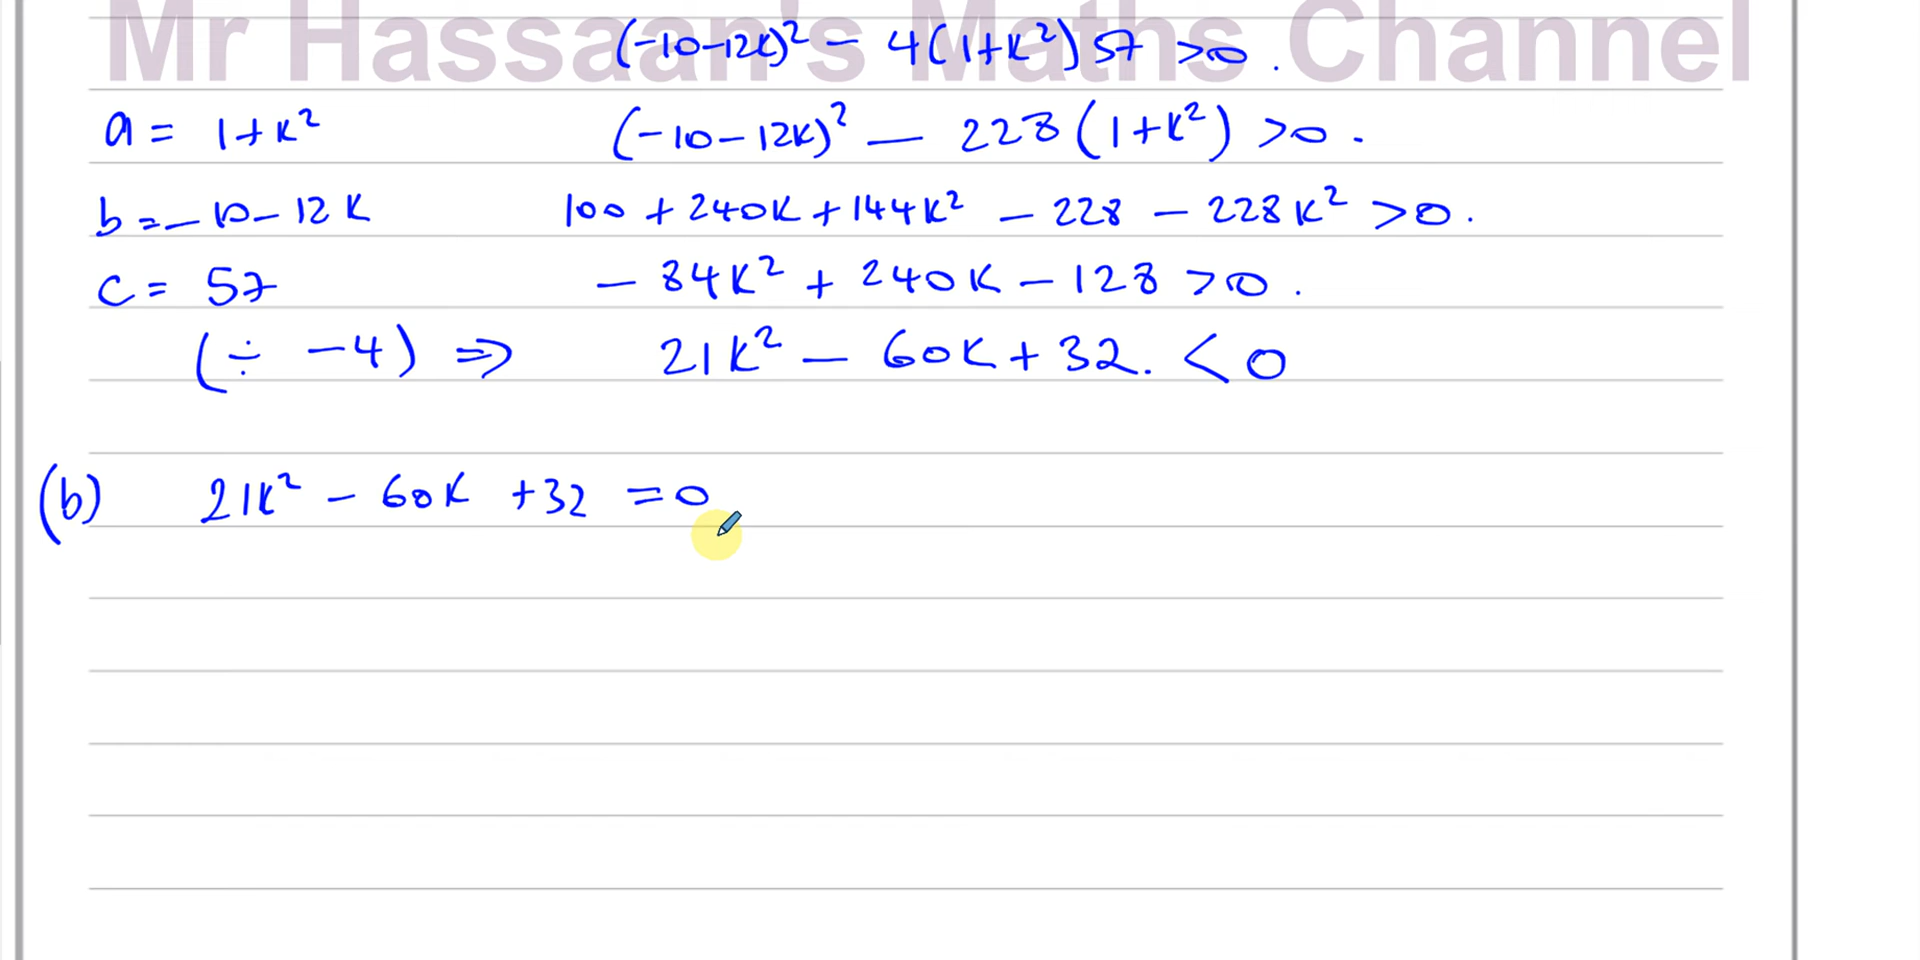 Mr Hassaan's Maths Channel
(-10-12k)² - 4(1+k²)57 >0.
a = 1+k² (-10-12k)² - 228(1+k²) >0.
b = -10-12k 100+240k+144k² - 228 - 228k² >0.
c = 57 -84k² + 240k - 128 >0.
(÷ -4) ⇒ 21k² - 60k + 32. < 0
(b) 21k² - 60k +32 =0